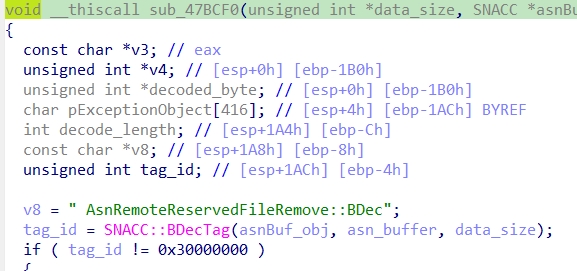 void __thiscall sub_47BCF0(unsigned int *data_size, SNACC *asnBu
{
const char *v3; // eax
unsigned int *v4; // [esp+0h] [ebp-1B0h]
unsigned int *decoded_byte; // [esp+0h] [ebp-1B0h]
char pExceptionObject[416]; // [esp+4h] [ebp-1ACh] BYREF
int decode_length; // [esp+1A4h] [ebp-Ch]
const char *v8; // [esp+1A8h] [ebp-8h]
unsigned int tag_id; // [esp+1ACh] [ebp-4h]
v8 = " AsnRemoteReservedFileRemove::BDec";
tag_id = SNACC::BDecTag(asnBuf_obj, asn_buffer, data_size);
if ( tag_id != 0x30000000 )
{